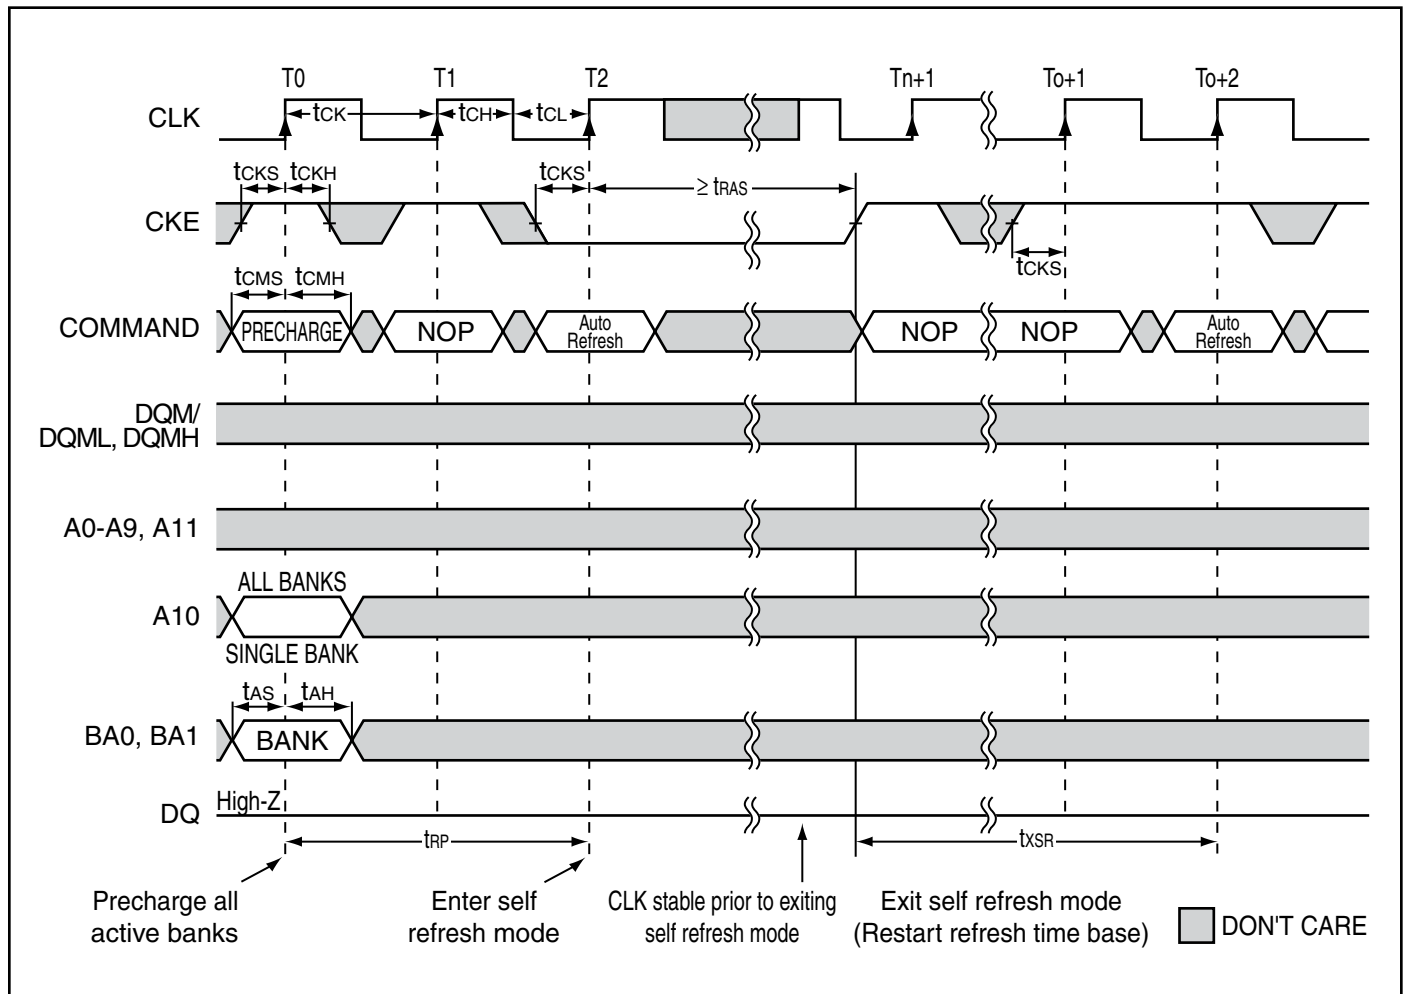 T0 T1 T2 Tn+1 To+1 To+2
CLK
tCK tCH tCL
tCKS tCKH tCKS ≥ tRAS
CKE
tCKS
tCMS tCMH
COMMAND PRECHARGE NOP Auto Refresh NOP NOP Auto Refresh
DQM/
DQML, DQMH
A0-A9, A11
ALL BANKS
A10
SINGLE BANK
tAS tAH
BA0, BA1 BANK
High-Z
DQ
tRP tXSR
Precharge all
active banks
Enter self
refresh mode
CLK stable prior to exiting
self refresh mode
Exit self refresh mode
(Restart refresh time base)
DON'T CARE